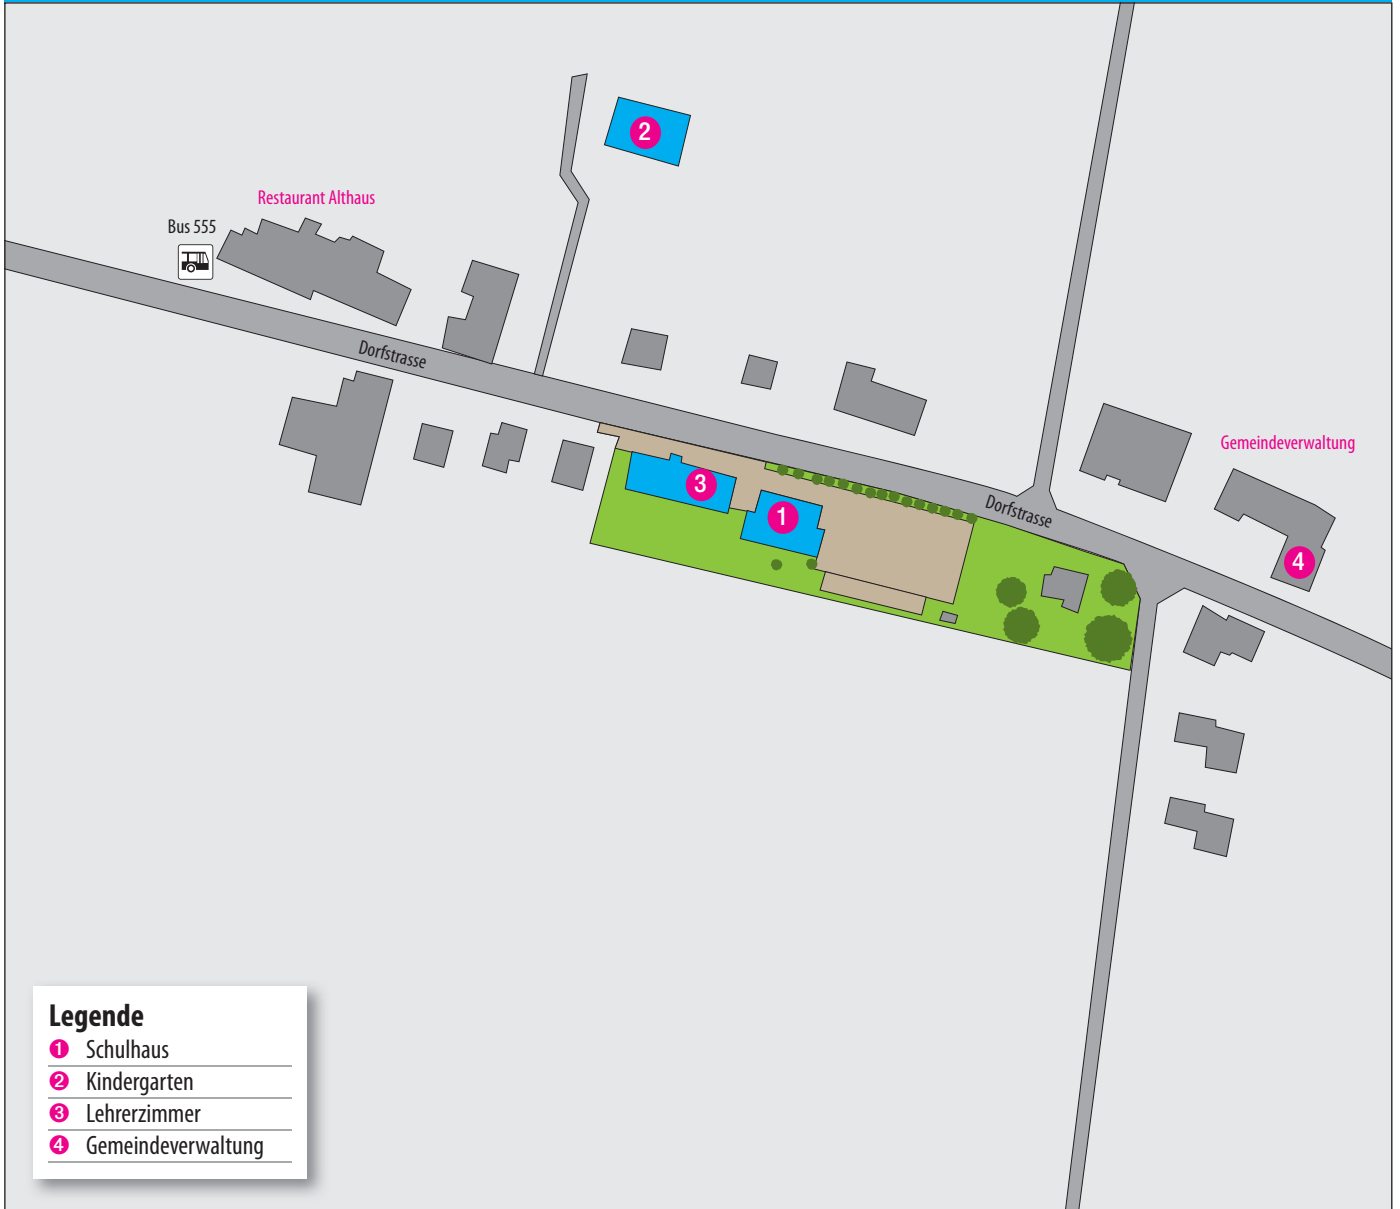 2
Restaurant Althaus
Bus 555
Dorfstrasse
Gemeindeverwaltung
3
1
Dorfstrasse
4
Legende
1 Schulhaus
2 Kindergarten
3 Lehrerzimmer
4 Gemeindeverwaltung